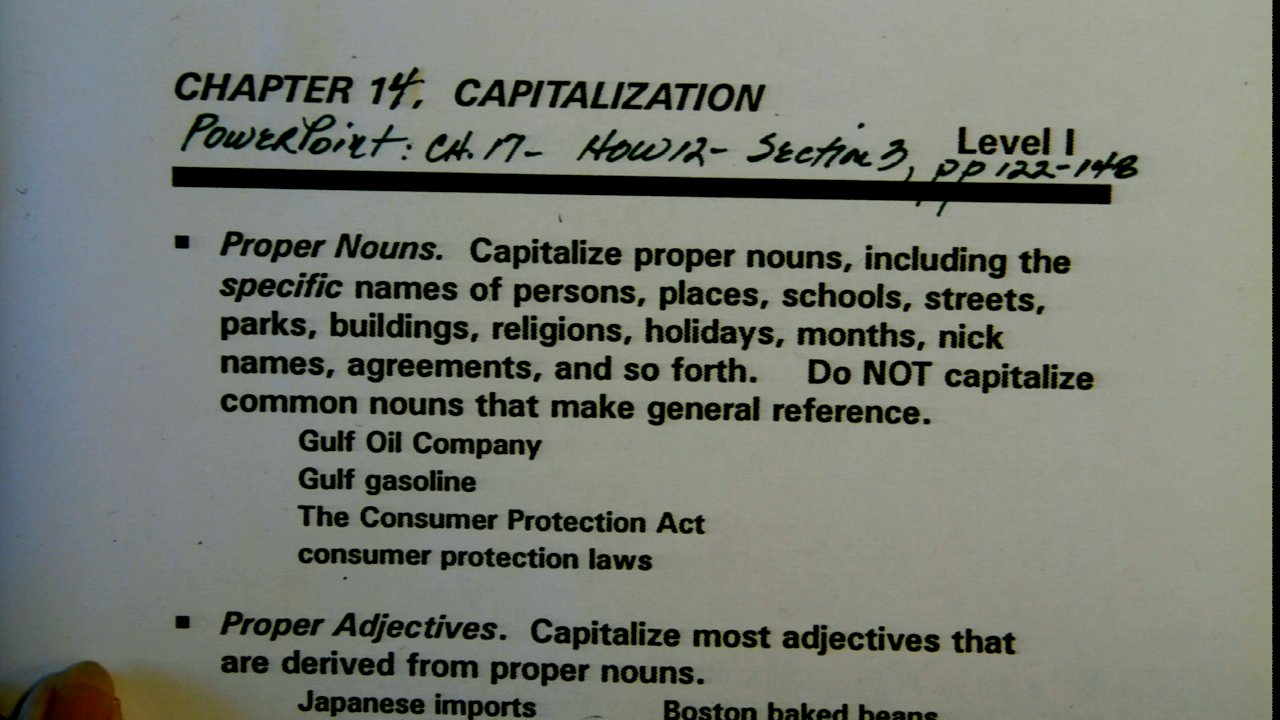 CHAPTER 14. CAPITALIZATION
PowerPoint: CH. 17- HOW12- Section 3, pp 122-148
Level I
▪ Proper Nouns. Capitalize proper nouns, including the
specific names of persons, places, schools, streets,
parks, buildings, religions, holidays, months, nick
names, agreements, and so forth. Do NOT capitalize
common nouns that make general reference.
Gulf Oil Company
Gulf gasoline
The Consumer Protection Act
consumer protection laws
▪ Proper Adjectives. Capitalize most adjectives that
are derived from proper nouns.
Japanese imports Boston baked beans